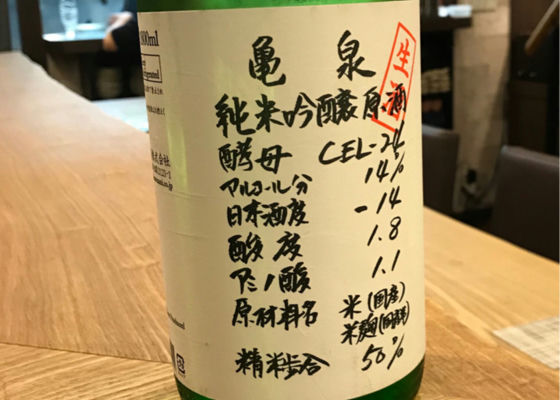 亀泉
生酒
純米吟醸原酒
酵母 CEL-24
アルコール分 14%
日本酒度 -14
酸度 1.8
アミノ酸 1.1
原材料名 米(国産)
米麹(国産米)
精米歩合 50%
1800ml